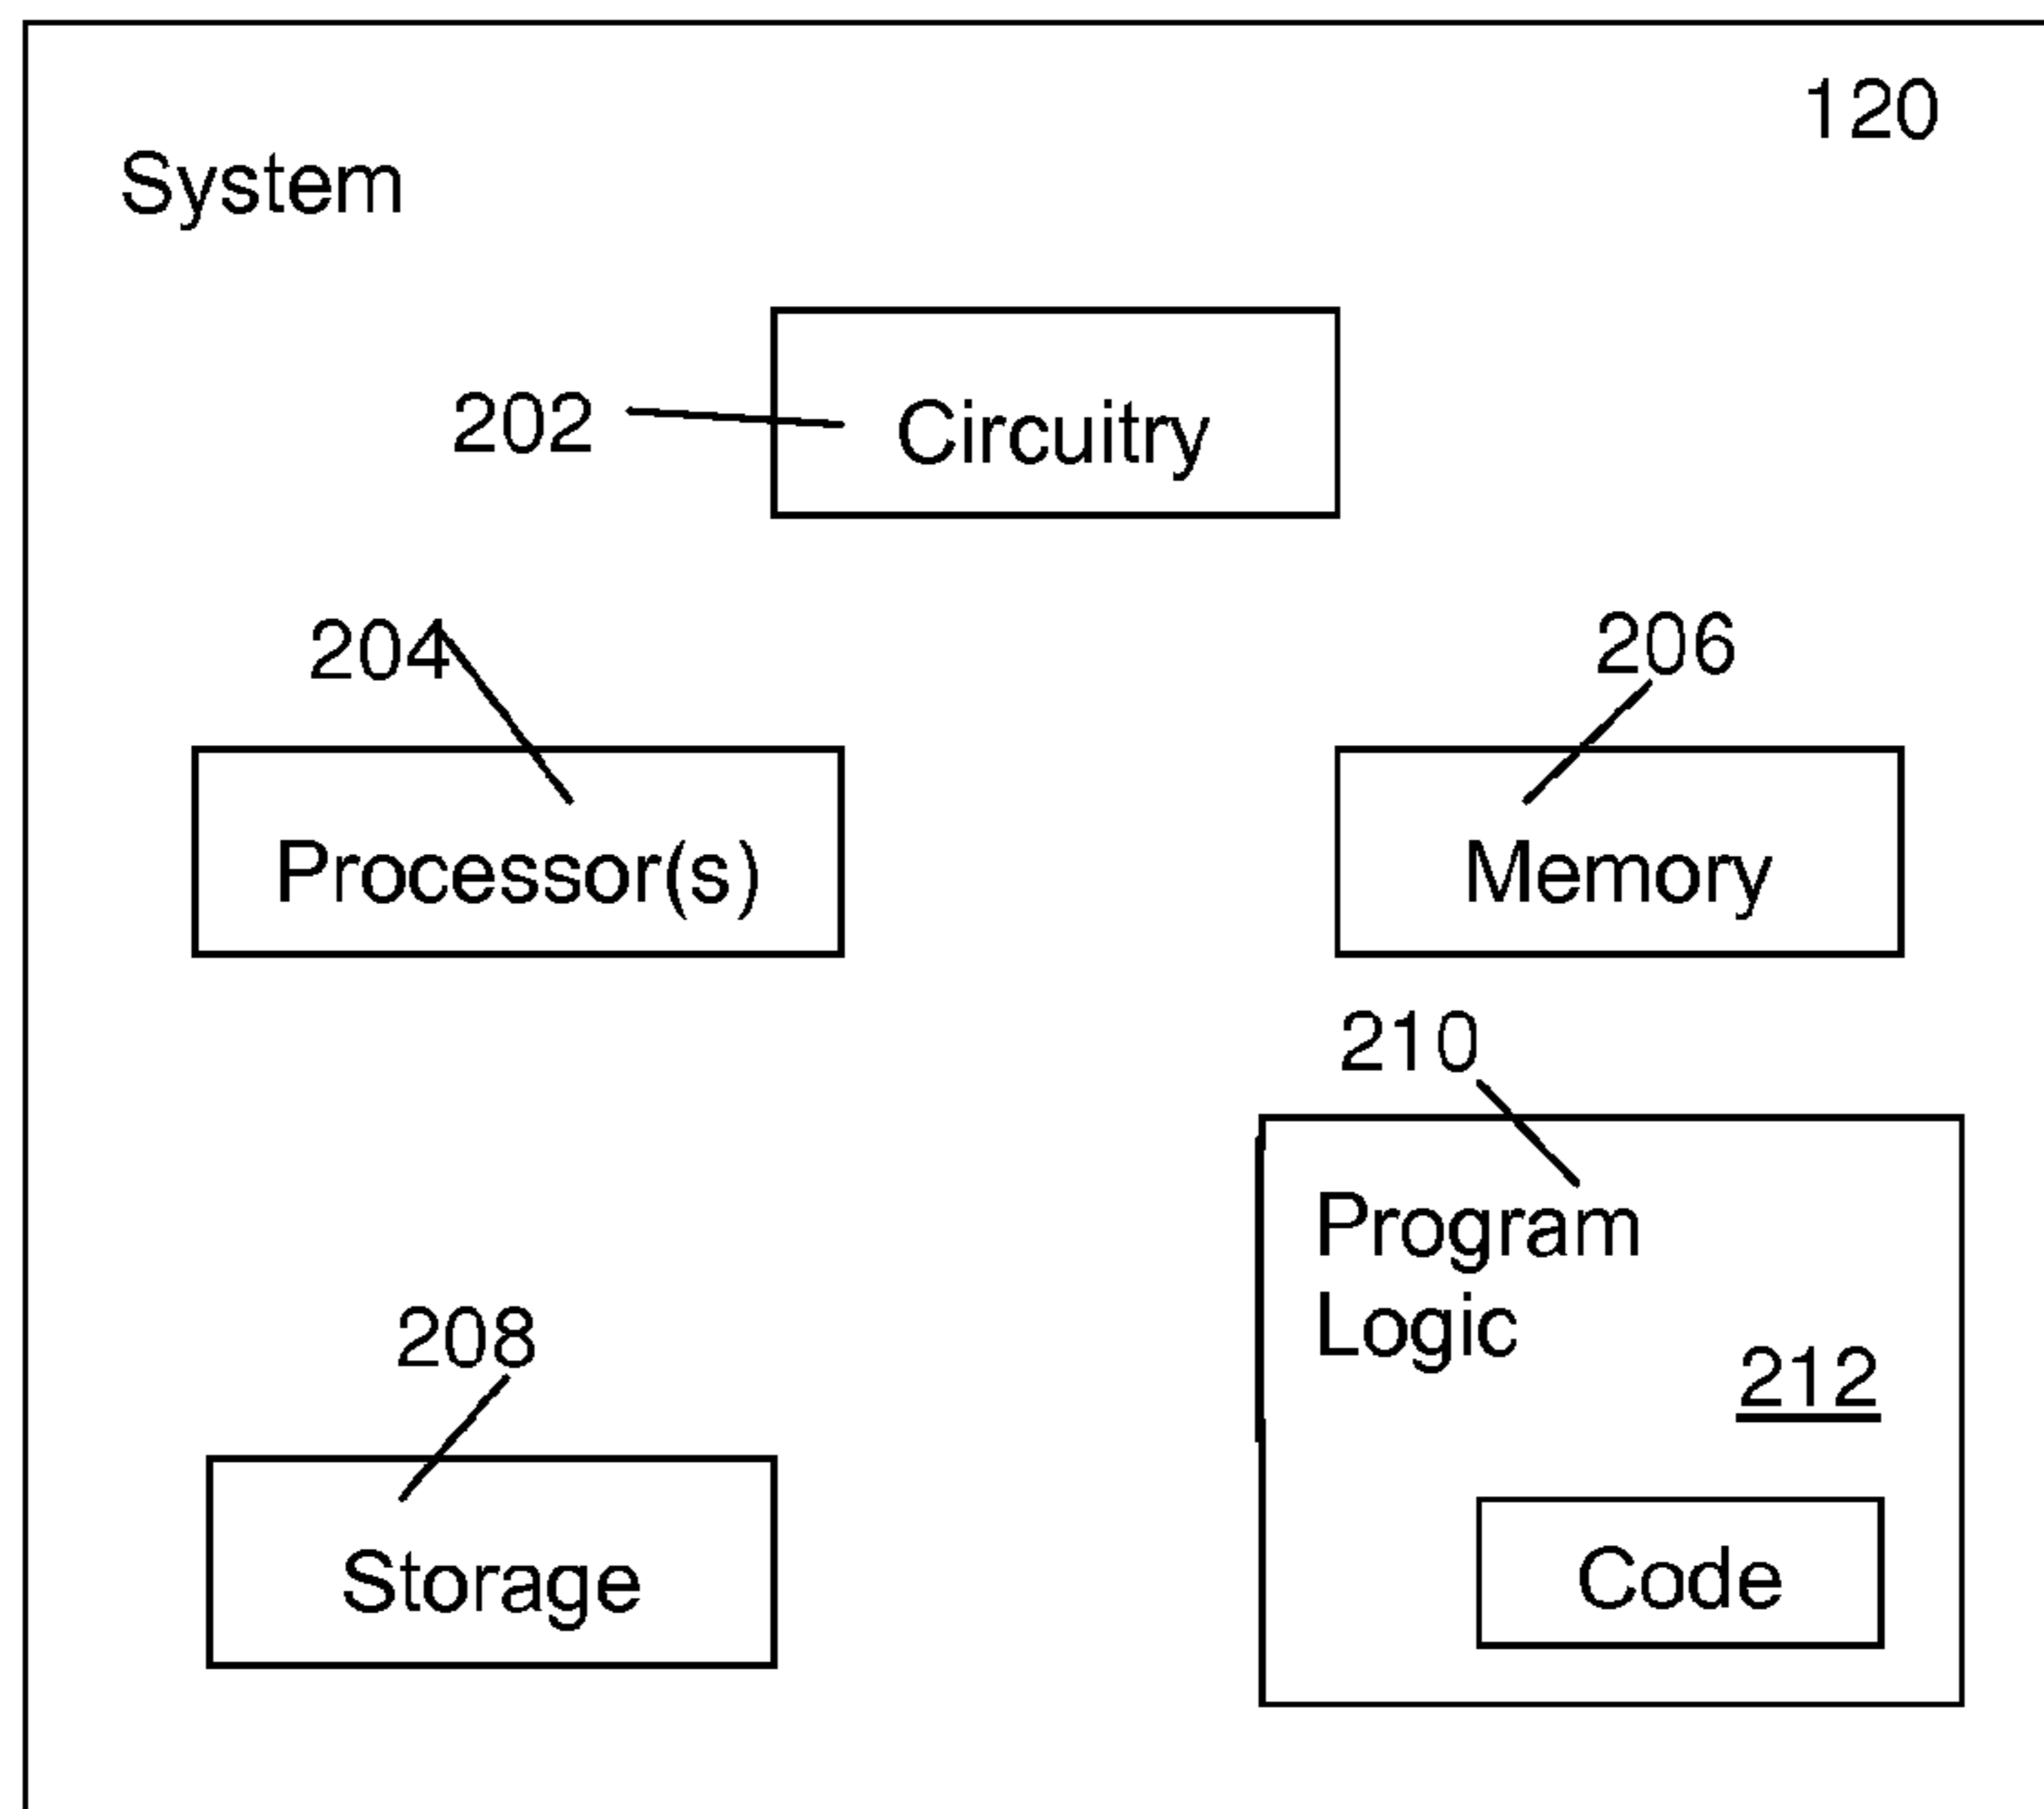 120
System
202
Circuitry
204
206
Processor(s)
Memory
210
Program
Logic
208
212
Storage
Code